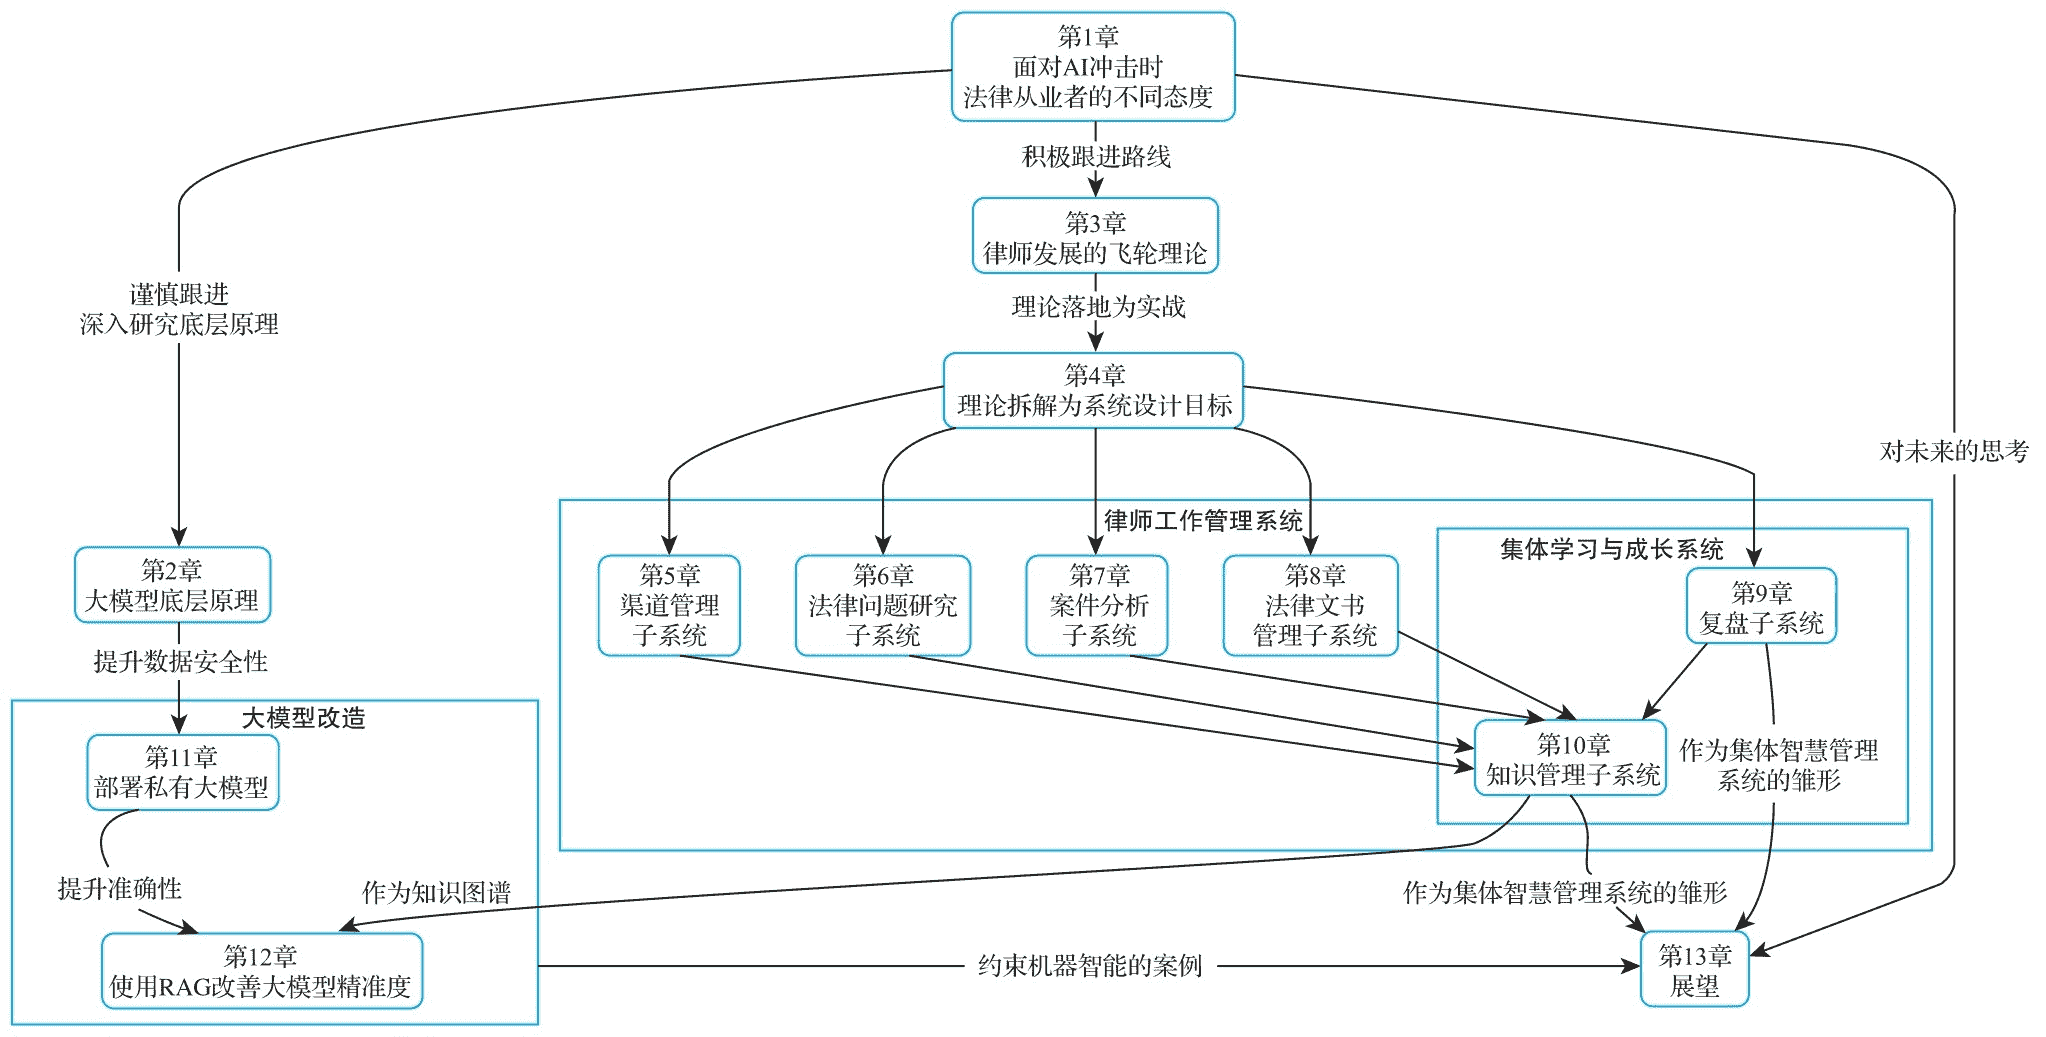 第1章
面对AI冲击时
法律从业者的不同态度
积极跟进路线
第3章
律师发展的飞轮理论
谨慎跟进
深入研究底层原理
理论落地为实战
第4章
理论拆解为系统设计目标
对未来的思考
律师工作管理系统
集体学习与成长系统
第2章
大模型底层原理
第5章
渠道管理
子系统
第6章
法律问题研究
子系统
第7章
案件分析
子系统
第8章
法律文书
管理子系统
第9章
复盘子系统
提升数据安全性
大模型改造
第11章
部署私有大模型
第10章
知识管理子系统
作为集体智慧管理
系统的雏形
提升准确性
作为知识图谱
作为集体智慧管理系统的雏形
第12章
使用RAG改善大模型精准度
约束机器智能的案例
第13章
展望